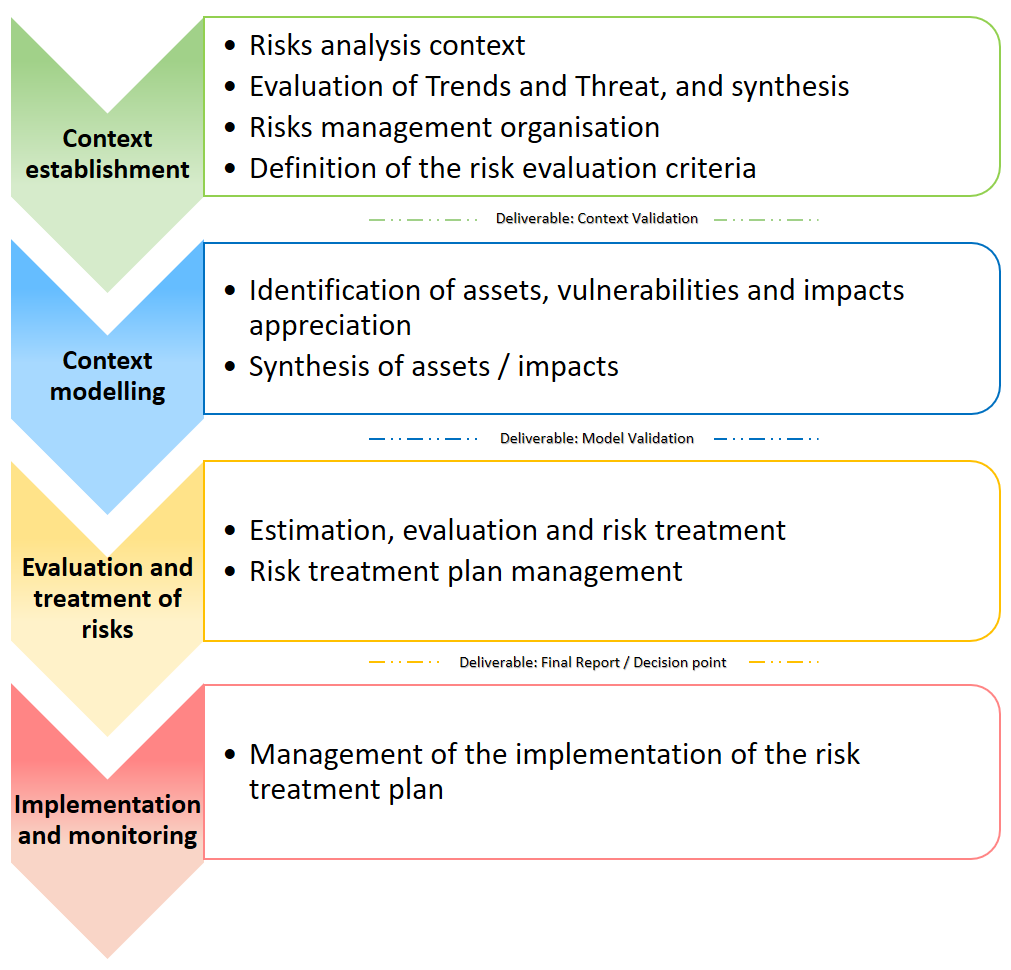 Context
establishment
• Risks analysis context
• Evaluation of Trends and Threat, and synthesis
• Risks management organisation
• Definition of the risk evaluation criteria
Deliverable: Context Validation
Context
modelling
• Identification of assets, vulnerabilities and impacts
appreciation
• Synthesis of assets / impacts
Deliverable: Model Validation
Evaluation and
treatment of
risks
• Estimation, evaluation and risk treatment
• Risk treatment plan management
Deliverable: Final Report / Decision point
Implementation
and monitoring
• Management of the implementation of the risk
treatment plan